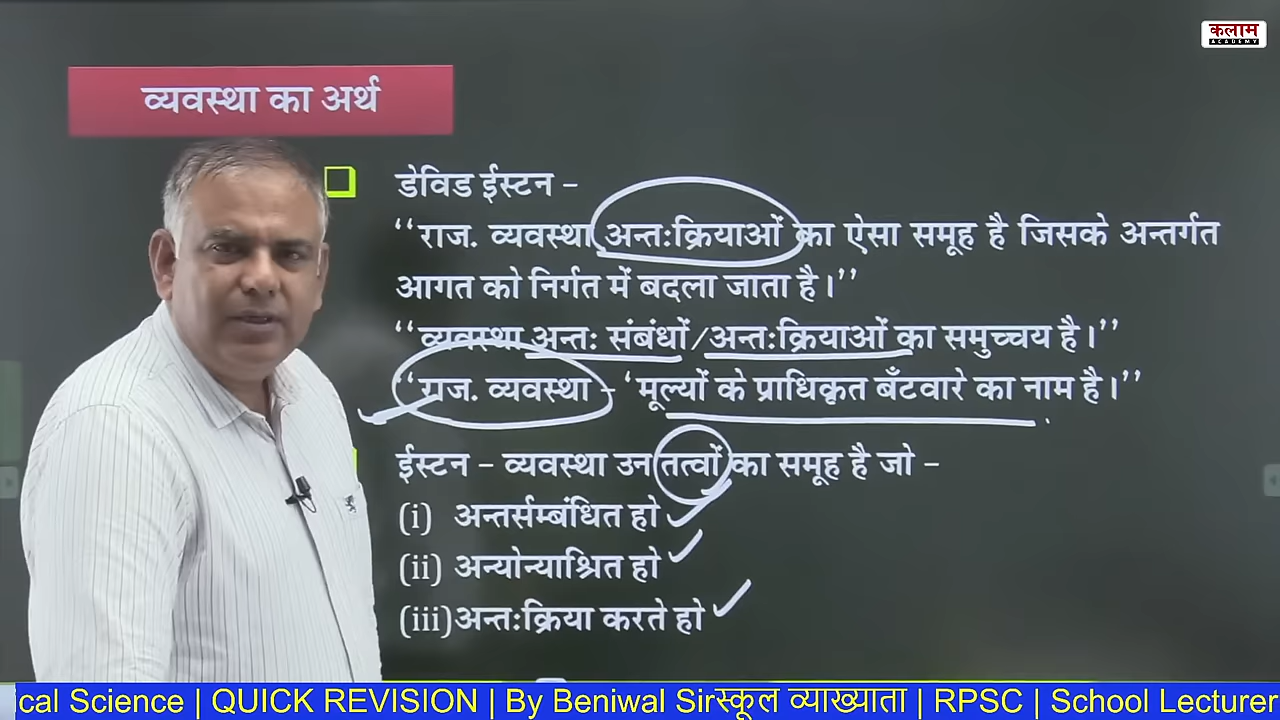 कलाम
ACADEMY
व्यवस्था का अर्थ
डेविड ईस्टन –
‘‘राज. व्यवस्था अन्तःक्रियाओं का ऐसा समूह है जिसके अन्तर्गत
आगत को निर्गत में बदला जाता है।’’
‘‘व्यवस्था अन्तः संबंधों/अन्तःक्रियाओं का समुच्चय है।’’
‘‘राज. व्यवस्था – ‘मूल्यों के प्राधिकृत बँटवारे का नाम है।’’
ईस्टन – व्यवस्था उन तत्वों का समूह है जो –
(i) अन्तर्सम्बंधित हो
(ii) अन्योन्याश्रित हो
(iii) अन्तःक्रिया करते हो
cal Science | QUICK REVISION | By Beniwal Sirस्कूल व्याख्याता | RPSC | School Lecturer